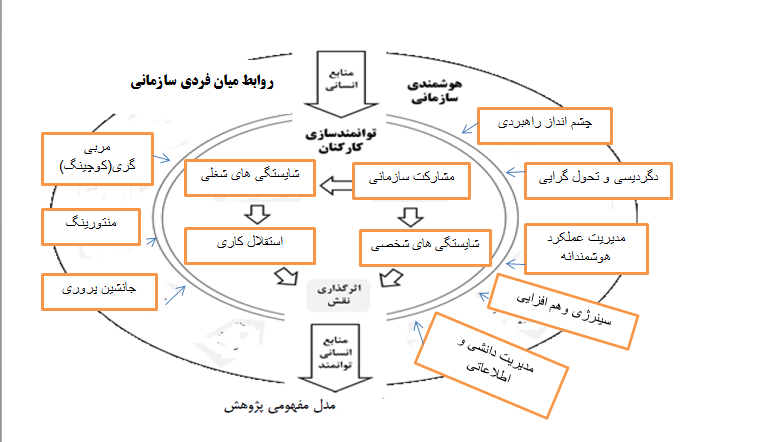 منابع
انسانی
روابط میان فردی سازمانی
هوشمندی
سازمانی
توانمندسازی
کارکنان
چشم انداز راهبردی
مربی
گری(کوچینگ)
شایستگی های شغلی
مشارکت سازمانی
دگردیسی و تحول گرایی
منتورینگ
استقلال کاری
شایستگی های شخصی
مدیریت عملکرد
هوشمندانه
جانشین پروری
اثرگذاری
نقش
سینرژی و هم افزایی
مدیریت دانشی و
اطلاعاتی
منابع
انسانی
توانمند
مدل مفهومی پژوهش